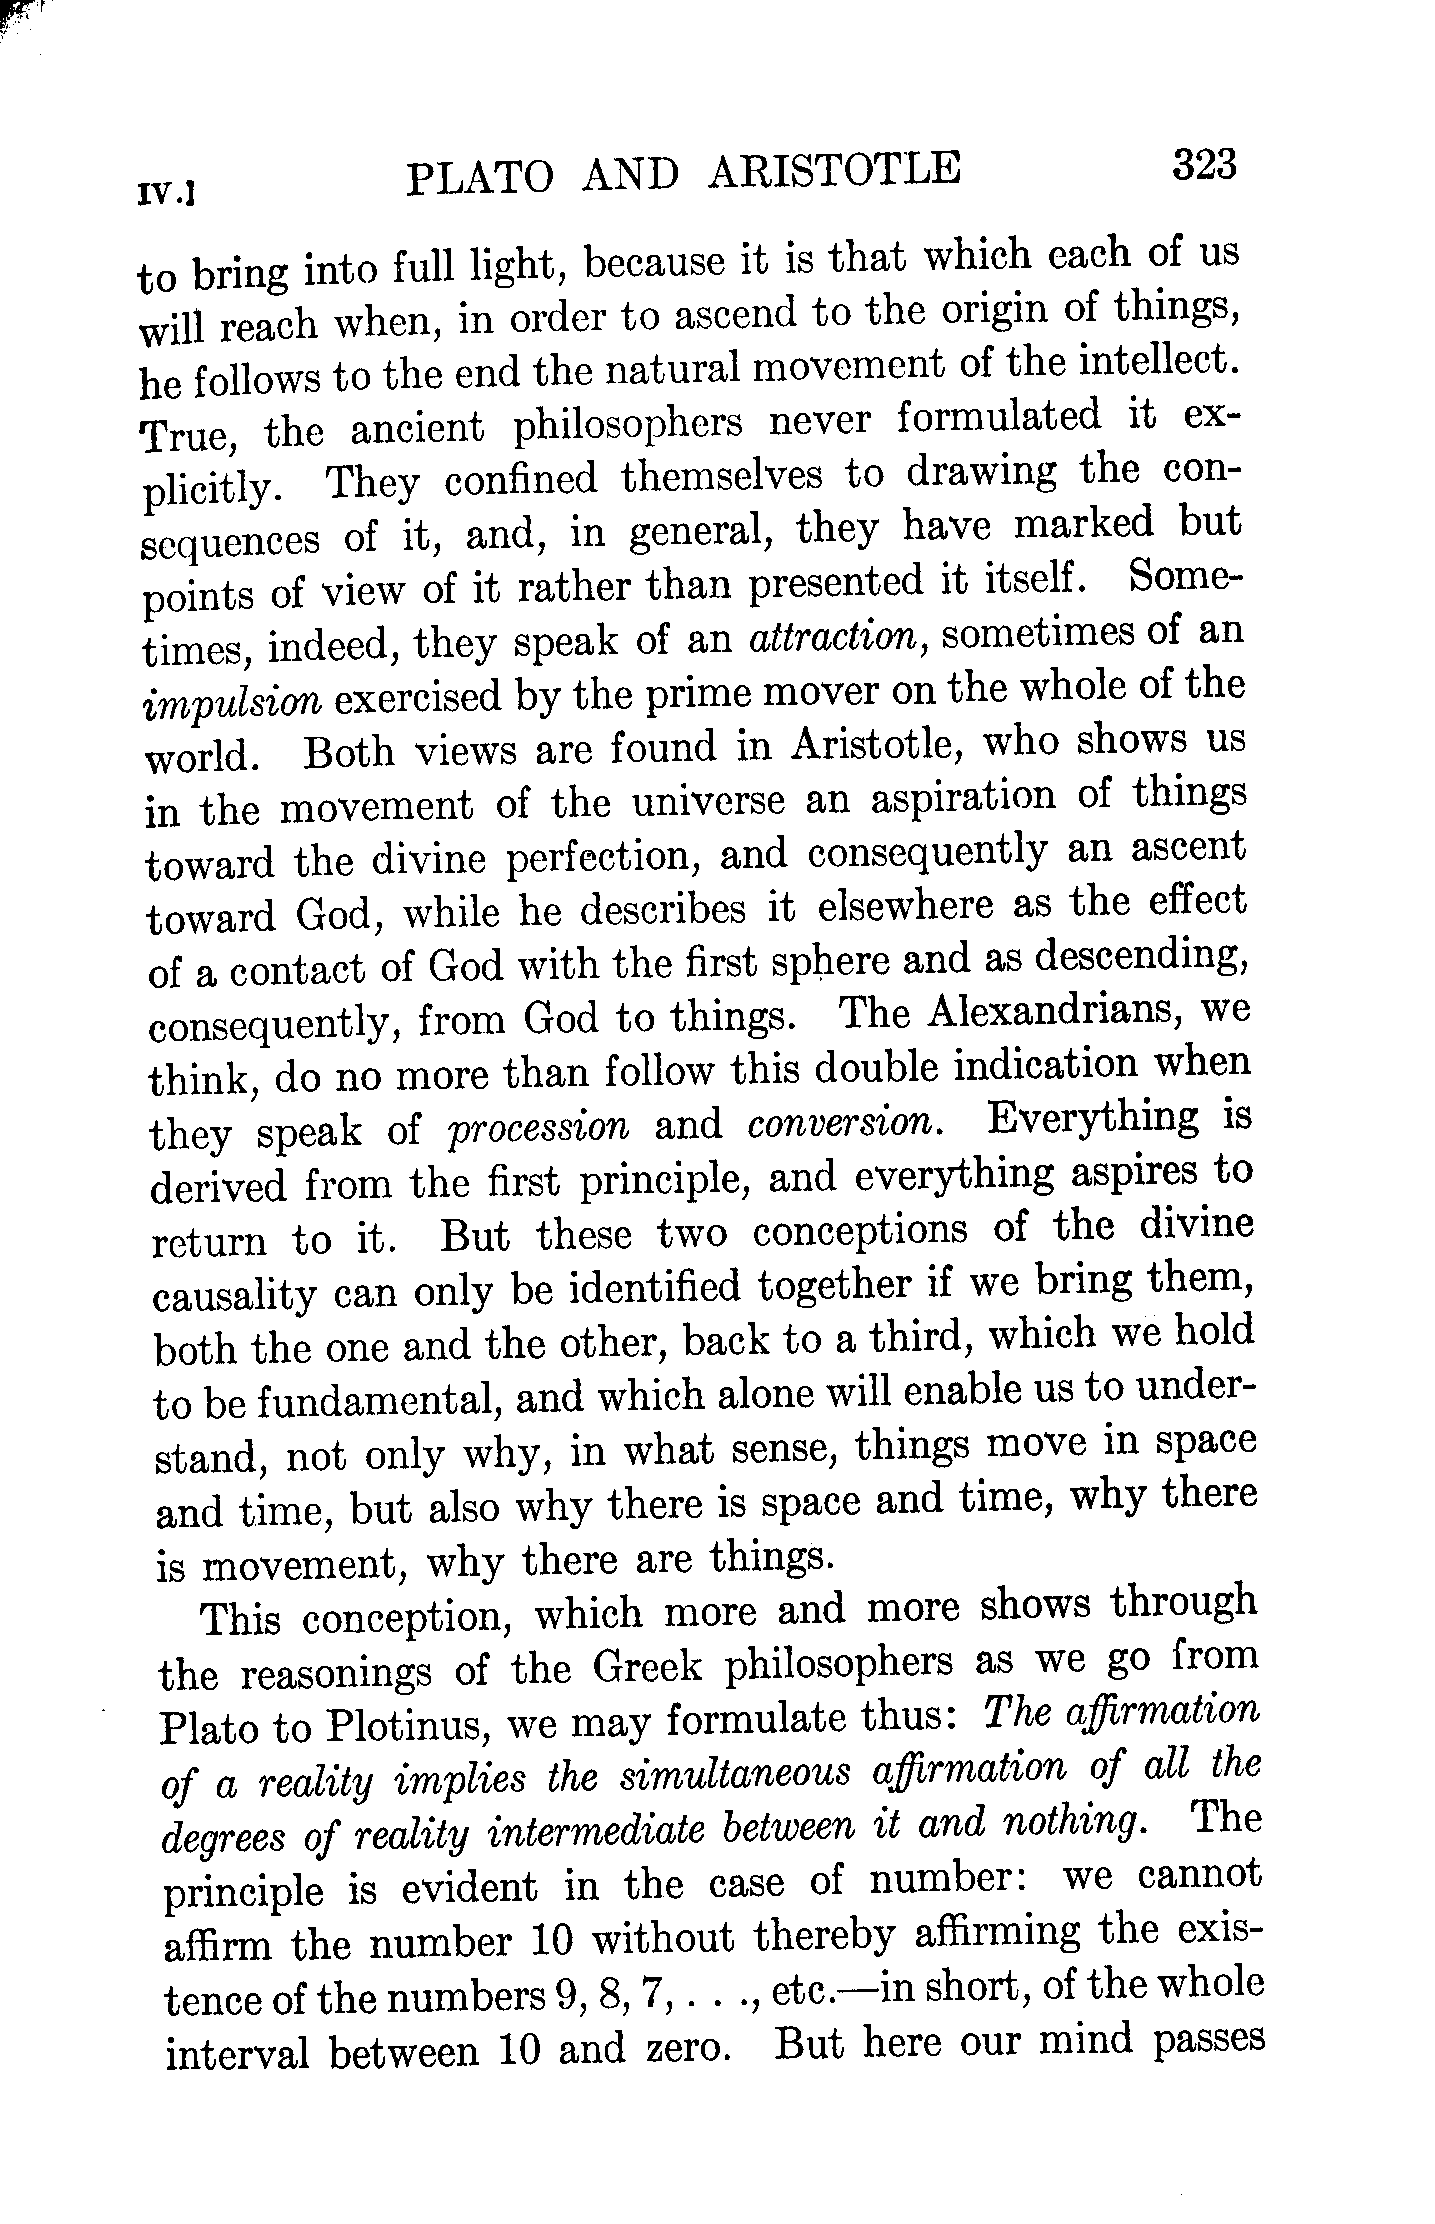 IV.] PLATO AND ARISTOTLE 323
to bring into full light, because it is that which each of us
will reach when, in order to ascend to the origin of things,
he follows to the end the natural movement of the intellect.
True, the ancient philosophers never formulated it ex-
plicitly. They confined themselves to drawing the con-
sequences of it, and, in general, they have marked but
points of view of it rather than presented it itself. Some-
times, indeed, they speak of an attraction, sometimes of an
impulsion exercised by the prime mover on the whole of the
world. Both views are found in Aristotle, who shows us
in the movement of the universe an aspiration of things
toward the divine perfection, and consequently an ascent
toward God, while he describes it elsewhere as the effect
of a contact of God with the first sphere and as descending,
consequently, from God to things. The Alexandrians, we
think, do no more than follow this double indication when
they speak of procession and conversion. Everything is
derived from the first principle, and everything aspires to
return to it. But these two conceptions of the divine
causality can only be identified together if we bring them,
both the one and the other, back to a third, which we hold
to be fundamental, and which alone will enable us to under-
stand, not only why, in what sense, things move in space
and time, but also why there is space and time, why there
is movement, why there are things.
This conception, which more and more shows through
the reasonings of the Greek philosophers as we go from
Plato to Plotinus, we may formulate thus: The affirmation
of a reality implies the simultaneous affirmation of all the
degrees of reality intermediate between it and nothing. The
principle is evident in the case of number: we cannot
affirm the number 10 without thereby affirming the exis-
tence of the numbers 9, 8, 7, . . ., etc.—in short, of the whole
interval between 10 and zero. But here our mind passes